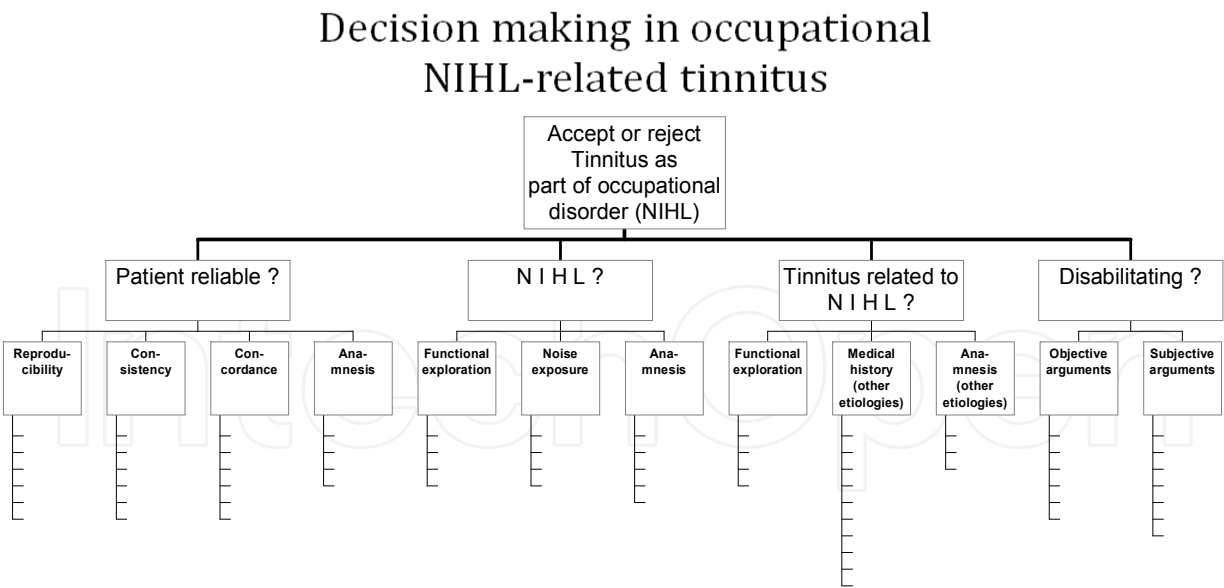 Decision making in occupational
NIHL-related tinnitus
Accept or reject
Tinnitus as
part of occupational
disorder (NIHL)
Patient reliable ?
N I H L ?
Tinnitus related to
N I H L ?
Disabilitating ?
Reprodu-
cibility
Con-
sistency
Con-
cordance
Ana-
mnesis
Functional
exploration
Noise
exposure
Ana-
mnesis
Functional
exploration
Medical
history
(other
etiologies)
Ana-
mnesis
(other
etiologies)
Objective
arguments
Subjective
arguments
IntechOpen